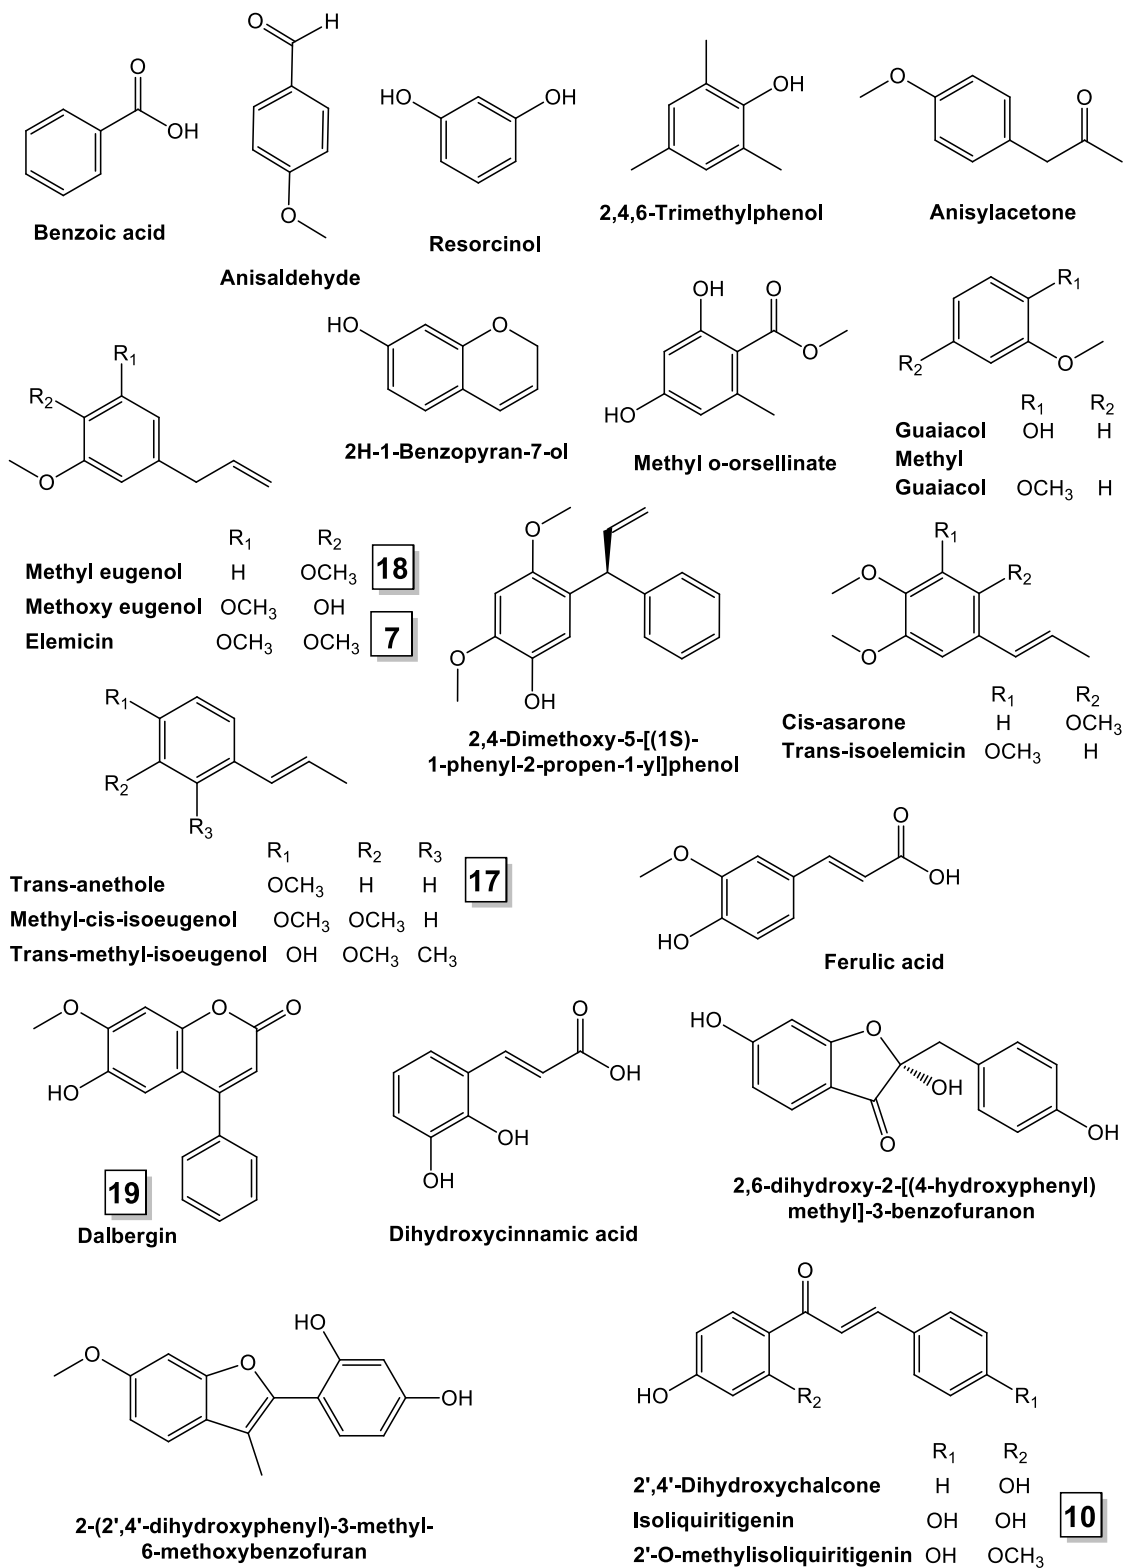 O H
O
OH
Benzoic acid
O
Anisaldehyde
HO OH
Resorcinol
OH
2,4,6-Trimethylphenol
O
O
Anisylacetone
R1
R2
O
HO O
2H-1-Benzopyran-7-ol
OH O
O
HO
Methyl o-orsellinate
R1
R2
O
R1 R2
Guaiacol OH H
Methyl
Guaiacol OCH3 H
R1 R2
Methyl eugenol H OCH3 18
Methoxy eugenol OCH3 OH
Elemicin OCH3 OCH3 7
O
O
OH
2,4-Dimethoxy-5-[(1S)-
1-phenyl-2-propen-1-yl]phenol
R1
O R2
O
R1 R2
Cis-asarone H OCH3
Trans-isoelemicin OCH3 H
R1
R2
R3
R1 R2 R3
Trans-anethole OCH3 H H 17
Methyl-cis-isoeugenol OCH3 OCH3 H
Trans-methyl-isoeugenol OH OCH3 CH3
O
O
OH
HO
Ferulic acid
O O O
HO
19
Dalbergin
O
OH
OH
OH
Dihydroxycinnamic acid
HO O
OH
O
OH
2,6-dihydroxy-2-[(4-hydroxyphenyl)
methyl]-3-benzofuranon
HO
O O
OH
2-(2',4'-dihydroxyphenyl)-3-methyl-
6-methoxybenzofuran
O
HO R2 R1
R1 R2
2',4'-Dihydroxychalcone H OH
Isoliquiritigenin OH OH 10
2'-O-methylisoliquiritigenin OH OCH3